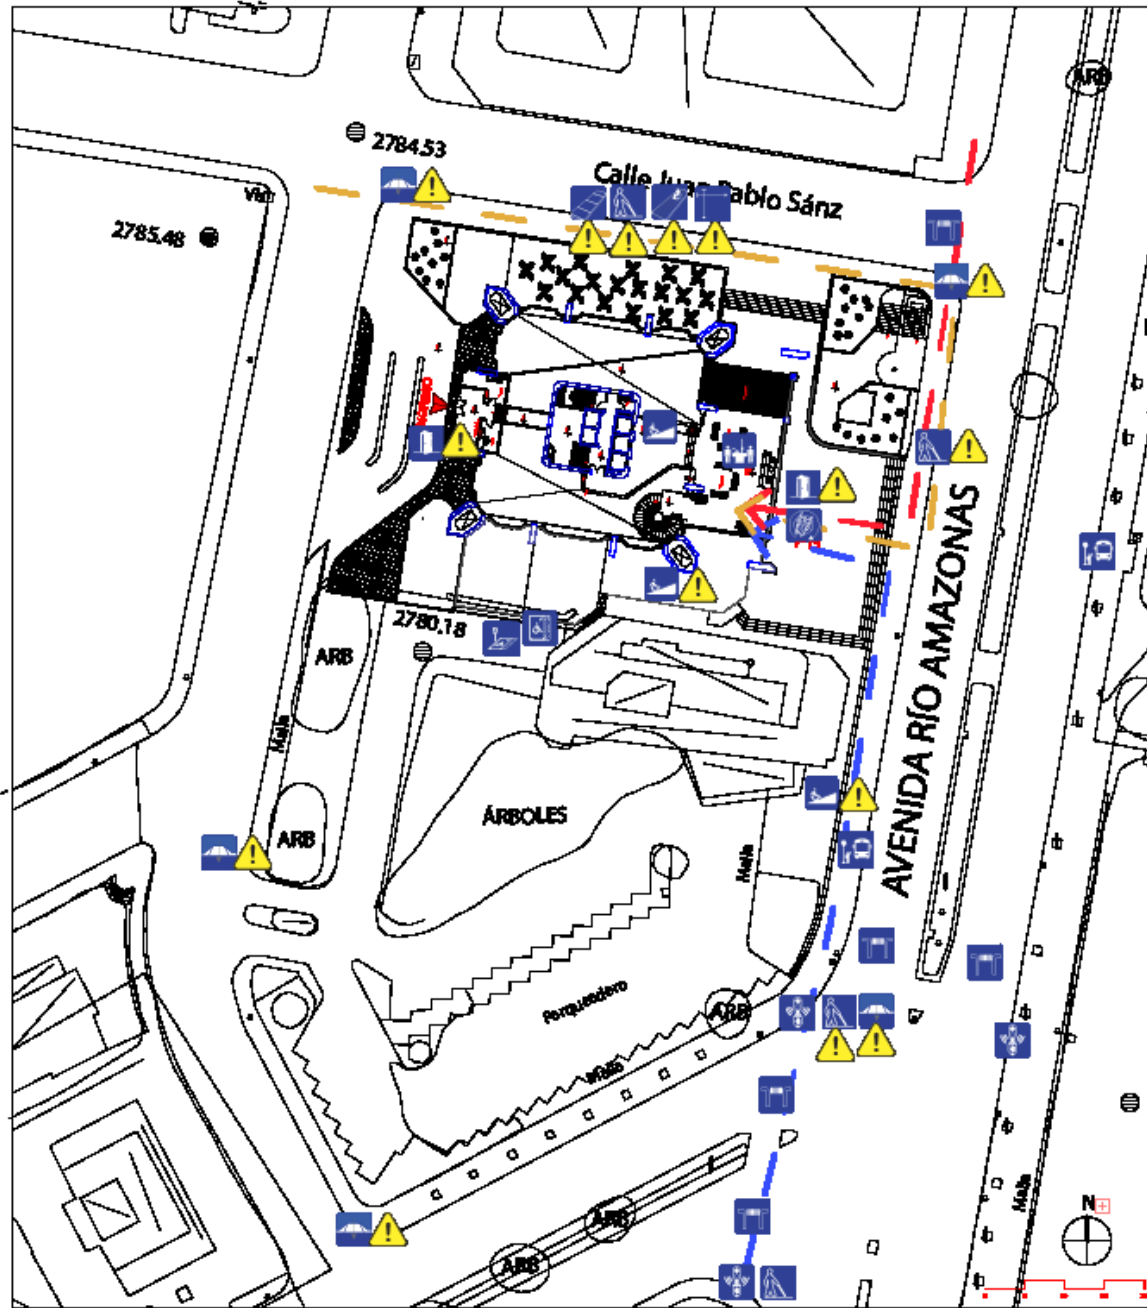 ARB
2784.53
Calle Juan Pablo Sánz
2785.48
2780.18
ARB
Malla
AVENIDA RÍO AMAZONAS
ÁRBOLES
ARB
Malla
Parqueadero
ARB
Malla
ARB
ARB
Malla
N